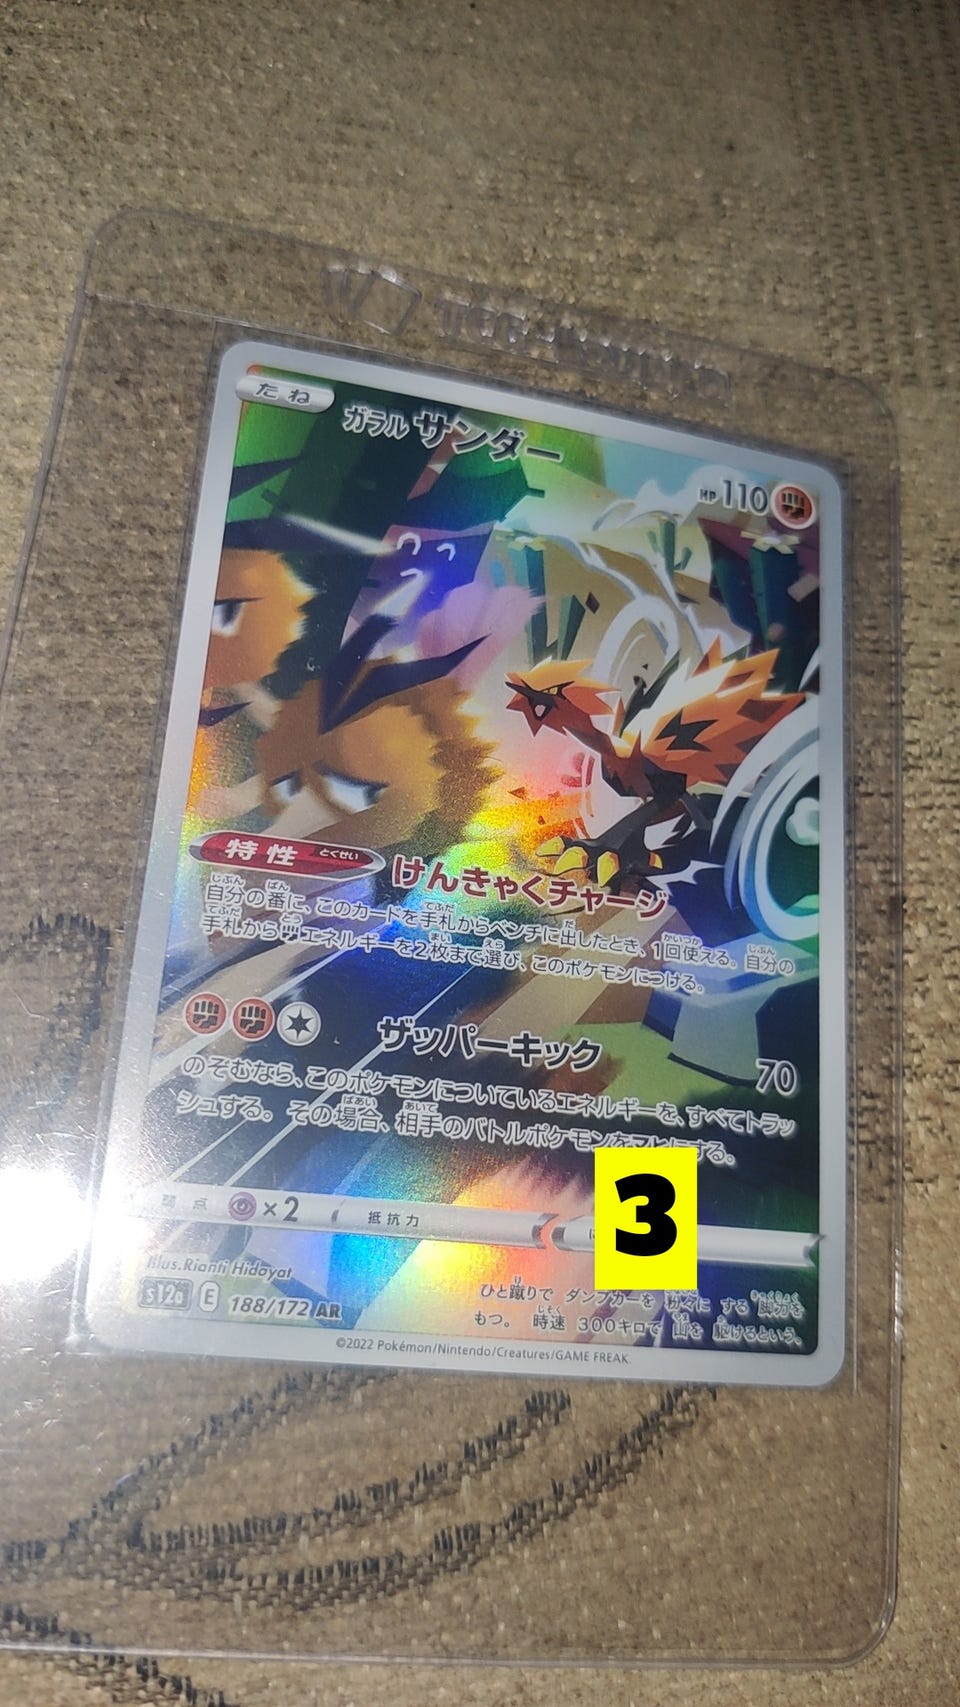 たね
ガラル サンダー
HP 110
特性 とくせい けんきゃくチャージ
自分の番に、このカードを手札からベンチに出したとき、1回使える。自分の
手札からエネルギーを2枚まで選び、このポケモンにつける。
ザッパーキック 70
のぞむなら、このポケモンについているエネルギーを、すべてトラッ
シュする。その場合、相手のバトルポケモンをマヒにする。
弱点 ×2 抵抗力
3
Illus.Rianti Hidayat
s12a E 188/172 AR
ひと蹴りで ダンプカーを 粉々に する 脚力を
もつ。 時速 300キロで 山を 駆けるという。
©2022 Pokémon/Nintendo/Creatures/GAME FREAK